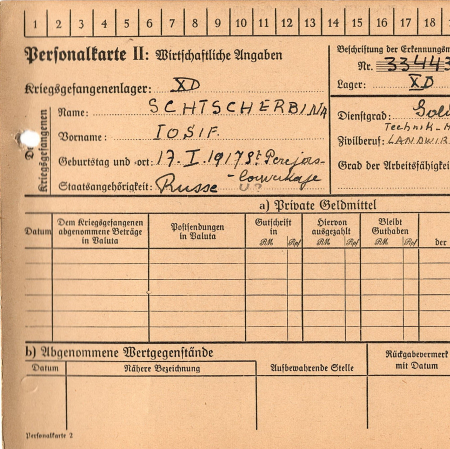 1 2 3 4 5 6 7 8 9 10 11 12 13 14 15 16 17 18
Personalkarte II: Wirtschaftliche Angaben
Beschriftung der Erkennungsm
Nr. 33443
Kriegsgefangenenlager: XD
Lager: XD
Des Kriegsgefangenen
Name: SCHTSCHERBINA
Vorname: IOSIF
Geburtstag und -ort: 17.I.1917 St
Staatsangehörigkeit: Russe
Dienstgrad: Sol
Technik-
Zivilberuf: LANDWIR
Grad der Arbeitsfähigkeit
a) Private Geldmittel
Datum
Dem Kriegsgefangenen abgenommene Beträge in Valuta
Postsendungen in Valuta
Gutschrift in RM Rpf
Hiervon ausgezahlt RM Rpf
Bleibt Guthaben RM Rpf
der
b) Abgenommene Wertgegenstände
Datum
Nähere Bezeichnung
Aufbewahrende Stelle
Rückgabevermerk mit Datum
Personalkarte 2